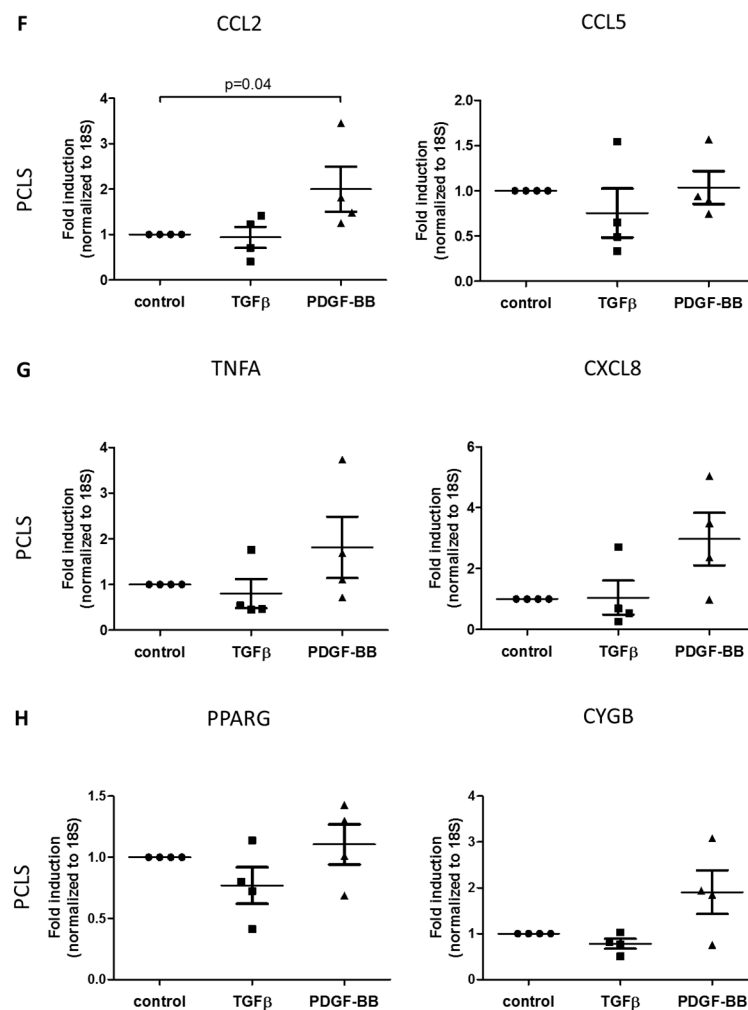 F
CCL2
CCL5
PCLS
Fold induction
(normalized to 18S)
4
3
2
1
0
p=0.04
control
TGFβ
PDGF-BB
Fold induction
(normalized to 18S)
2.0
1.5
1.0
0.5
0.0
control
TGFβ
PDGF-BB
G
TNFA
CXCL8
PCLS
Fold induction
(normalized to 18S)
4
3
2
1
0
control
TGFβ
PDGF-BB
Fold induction
(normalized to 18S)
6
4
2
0
control
TGFβ
PDGF-BB
H
PPARG
CYGB
PCLS
Fold induction
(normalized to 18S)
1.5
1.0
0.5
0.0
control
TGFβ
PDGF-BB
Fold induction
(normalized to 18S)
4
3
2
1
0
control
TGFβ
PDGF-BB